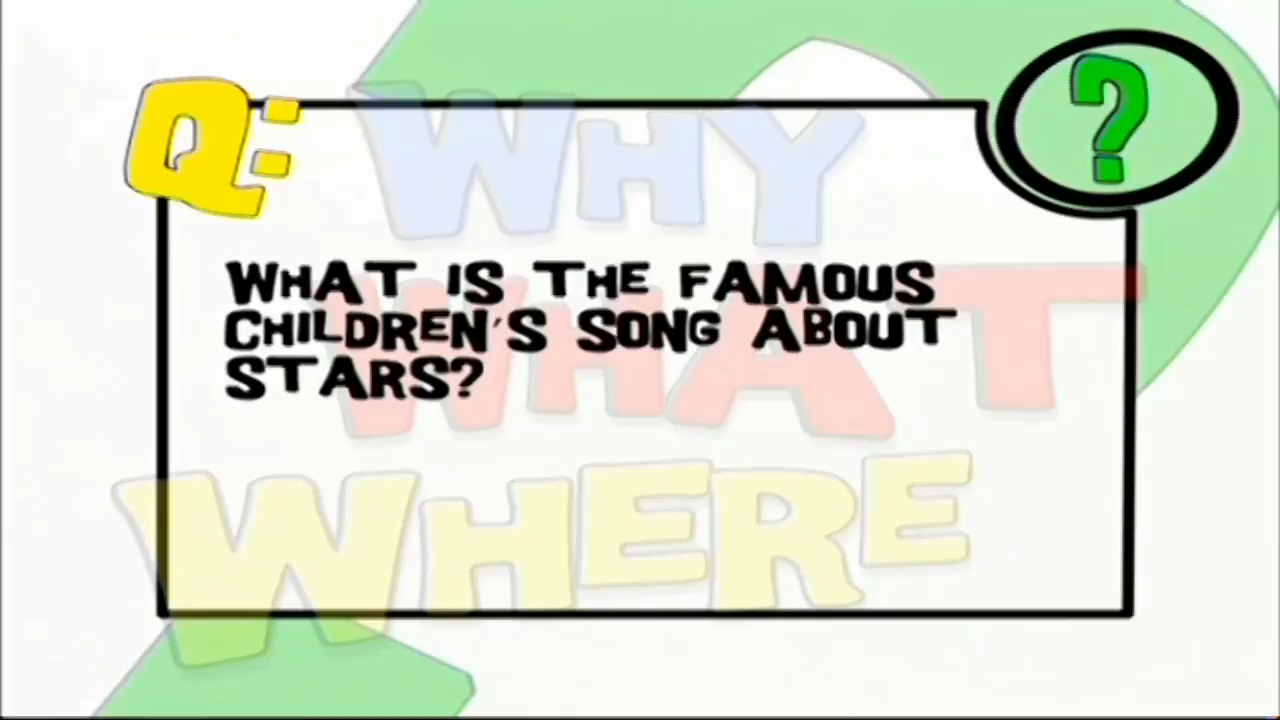 Q:
?
WHAT IS THE FAMOUS
CHILDREN'S SONG ABOUT
STARS?
WHY
WHAT
WHERE